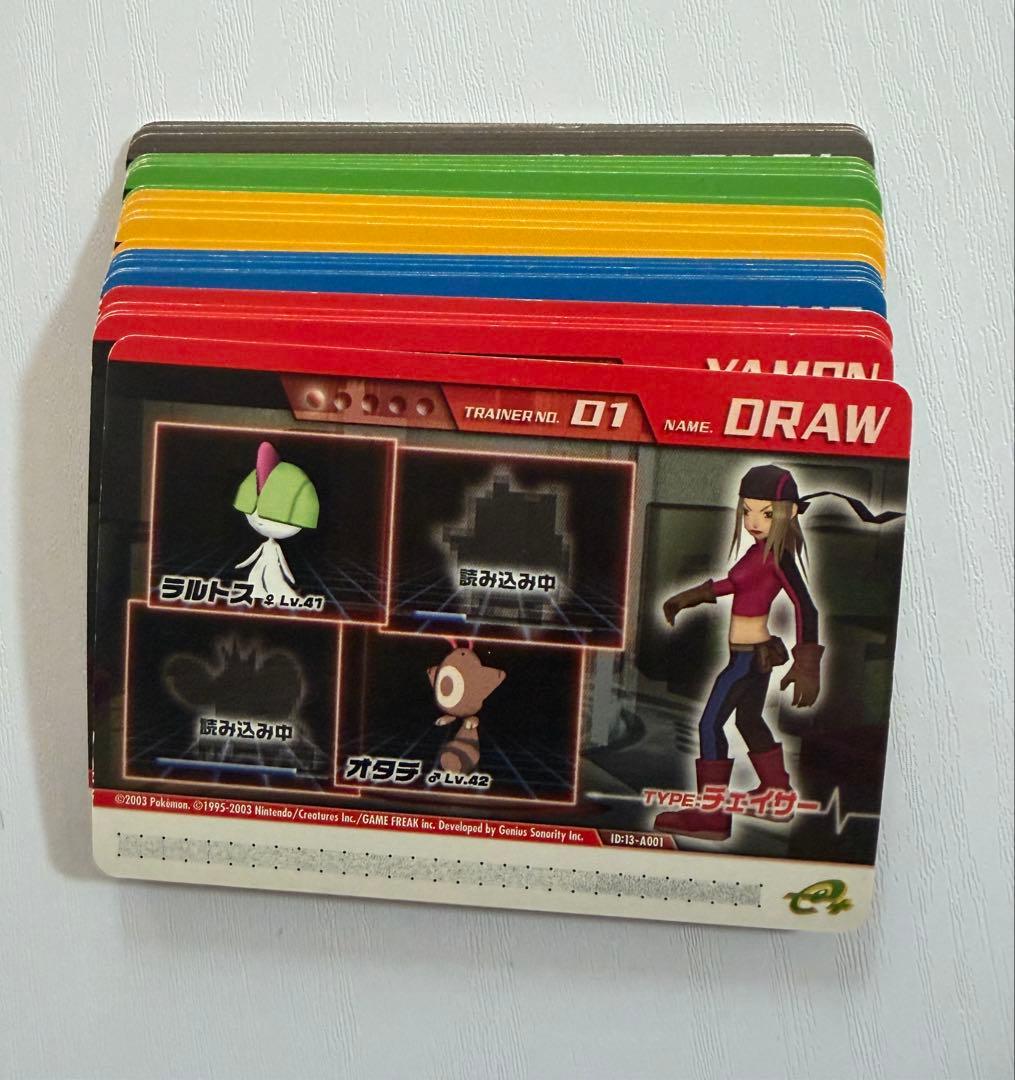 YAMON
TRAINER NO. 01 NAME. DRAW
ラルトス ♀ Lv.41
読み込み中
読み込み中
オタチ ♂ Lv.42
TYPE:チェイサー
©2003 Pokémon. ©1995-2003 Nintendo/Creatures Inc./GAME FREAK inc. Developed by Genius Sonority Inc. ID:13-A001